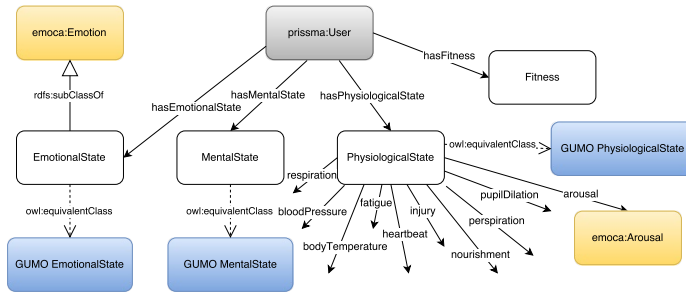 emoca:Emotion
prissma:User
hasFitness
Fitness
rdfs:subClassOf
hasEmotionalState
hasMentalState
hasPhysiologicalState
EmotionalState
MentalState
PhysiologicalState
owl:equivalentClass
GUMO PhysiologicalState
respiration
fatigue
injury
pupilDilation
arousal
owl:equivalentClass
owl:equivalentClass
bloodPressure
heartbeat
perspiration
bodyTemperature
nourishment
emoca:Arousal
GUMO EmotionalState
GUMO MentalState